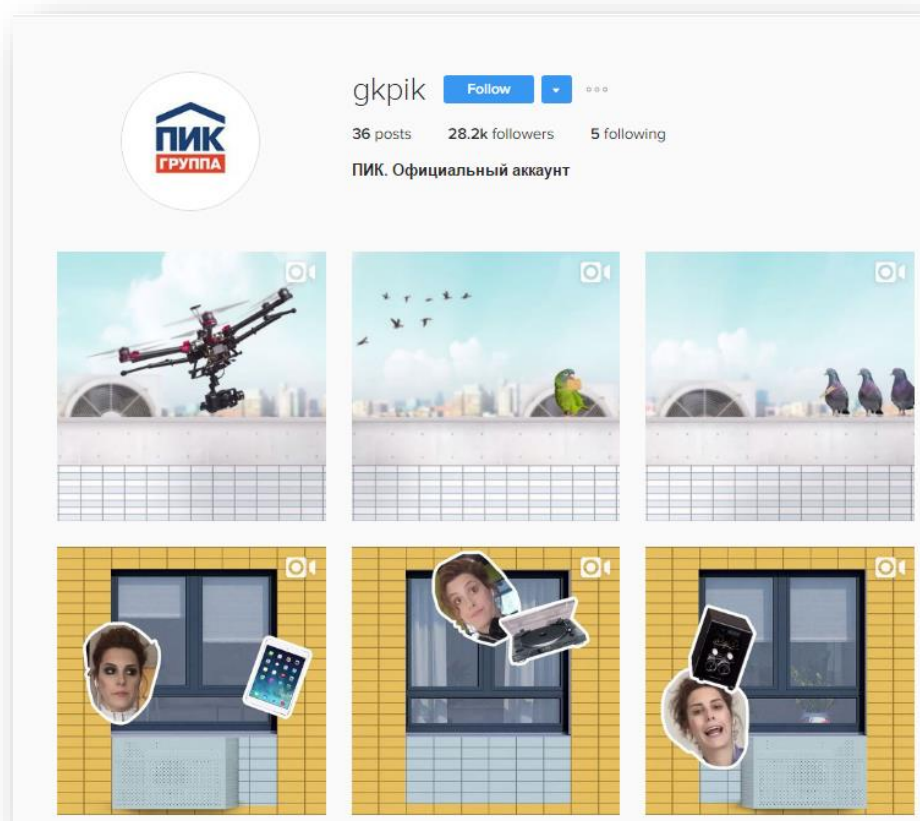 ПИК
ГРУППА
gkpik Follow
36 posts 28.2k followers 5 following
ПИК. Официальный аккаунт